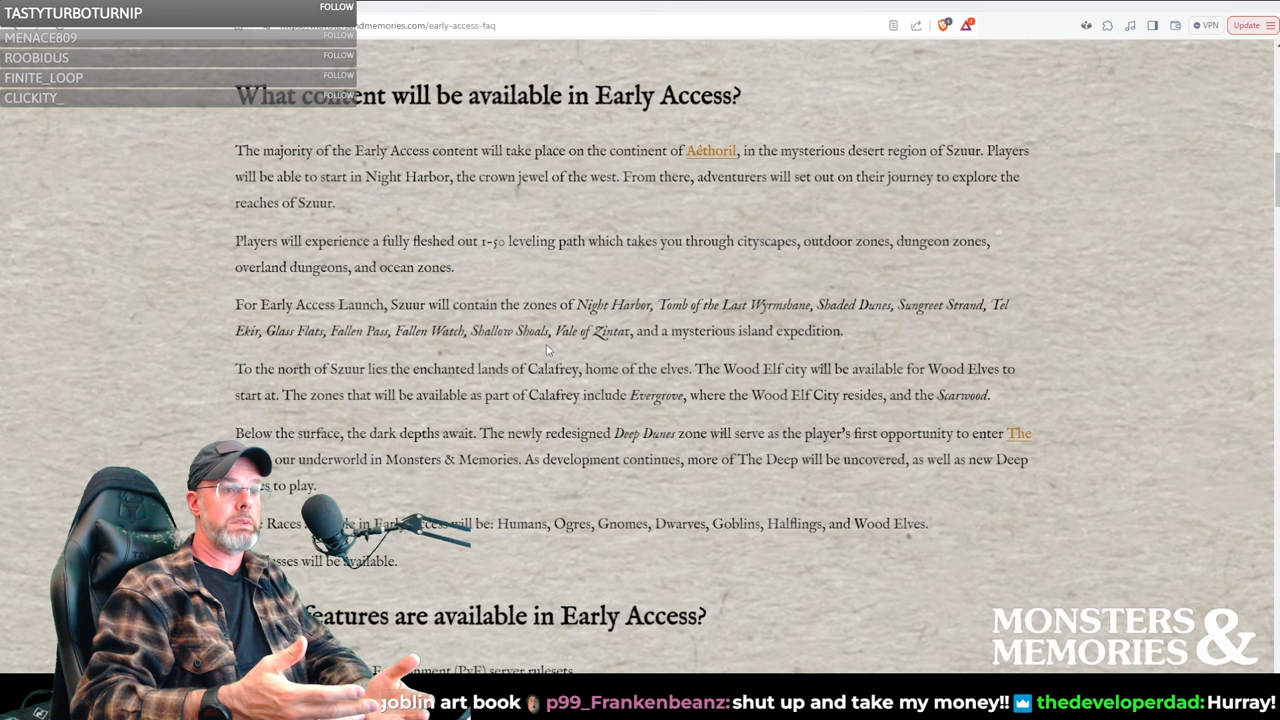 TASTYTURBOTURNIP FOLLOW
MENACE809 FOLLOW
ROOBIDUS FOLLOW
FINITE_LOOP FOLLOW
CLICKITY_ FOLLOW
andmemories.com/early-access-faq
VPN
Update
What content will be available in Early Access?
The majority of the Early Access content will take place on the continent of Aethoril, in the mysterious desert region of Szuur. Players
will be able to start in Night Harbor, the crown jewel of the west. From there, adventurers will set out on their journey to explore the
reaches of Szuur.
Players will experience a fully fleshed out 1-50 leveling path which takes you through cityscapes, outdoor zones, dungeon zones,
overland dungeons, and ocean zones.
For Early Access Launch, Szuur will contain the zones of Night Harbor, Tomb of the Last Wyrmsbane, Shaded Dunes, Sungreet Strand, Tel
Ekir, Glass Flats, Fallen Pass, Fallen Watch, Shallow Shoals, Vale of Zintar, and a mysterious island expedition.
To the north of Szuur lies the enchanted lands of Calafrey, home of the elves. The Wood Elf city will be available for Wood Elves to
start at. The zones that will be available as part of Calafrey include Evergrove, where the Wood Elf City resides, and the Scarwood.
Below the surface, the dark depths await. The newly redesigned Deep Dunes zone will serve as the player's first opportunity to enter The
our underworld in Monsters & Memories. As development continues, more of The Deep will be uncovered, as well as new Deep
to play.
Races in Early Access will be: Humans, Ogres, Gnomes, Dwarves, Goblins, Halflings, and Wood Elves.
will be available.
features are available in Early Access?
(PvE) server rulesets
MONSTERS & MEMORIES
goblin art book p99_Frankenbeanz: shut up and take my money!! thedeveloperdad: Hurray!